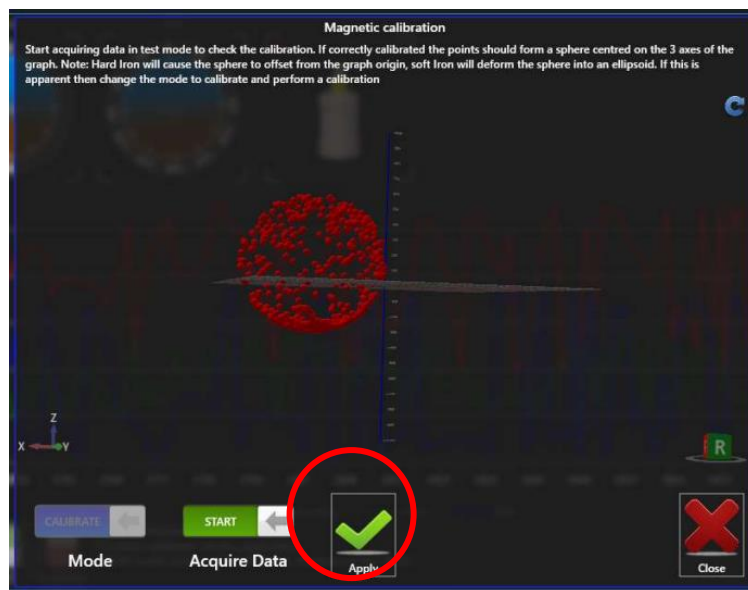 Magnetic calibration
Start acquiring data in test mode to check the calibration. If correctly calibrated the points should form a sphere centred on the 3 axes of the
graph. Note: Hard Iron will cause the sphere to offset from the graph origin, soft Iron will deform the sphere into an ellipsoid. If this is
apparent then change the mode to calibrate and perform a calibration
Z
X Y
R
CALIBRATE START
Mode Acquire Data Apply Close